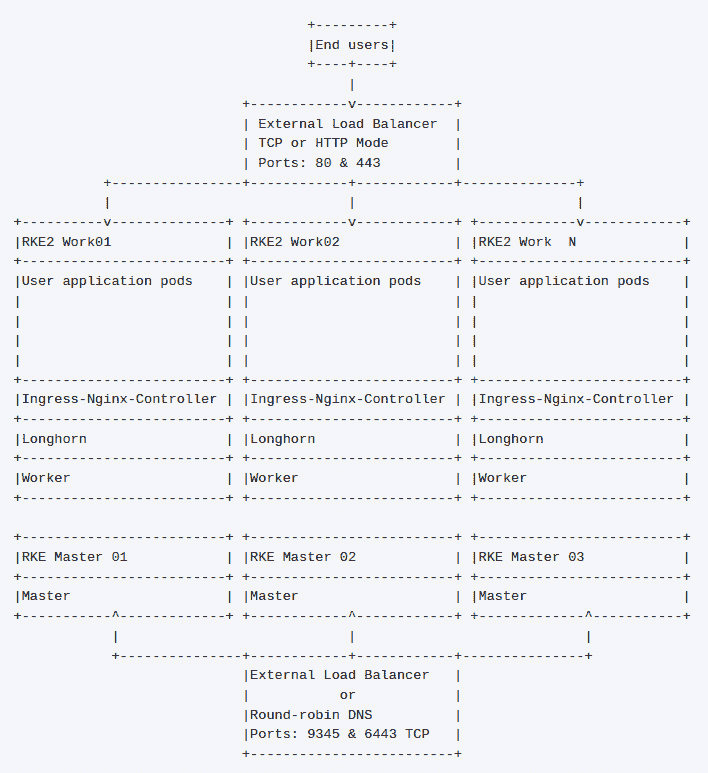 +---------+
|End users|
+----+----+
|
+------------v------------+
| External Load Balancer  |
| TCP or HTTP Mode        |
| Ports: 80 & 443         |
+----------------+------------+------------+--------------+
|                             |                           |
+----------v--------------+ +------------v------------+ +------------v------------+
|RKE2 Work01              | |RKE2 Work02              | |RKE2 Work  N             |
+-------------------------+ +-------------------------+ +-------------------------+
|User application pods    | |User application pods    | |User application pods    |
|                         | |                         | |                         |
|                         | |                         | |                         |
|                         | |                         | |                         |
|                         | |                         | |                         |
+-------------------------+ +-------------------------+ +-------------------------+
|Ingress-Nginx-Controller | |Ingress-Nginx-Controller | |Ingress-Nginx-Controller |
+-------------------------+ +-------------------------+ +-------------------------+
|Longhorn                 | |Longhorn                 | |Longhorn                 |
+-------------------------+ +-------------------------+ +-------------------------+
|Worker                   | |Worker                   | |Worker                   |
+-------------------------+ +-------------------------+ +-------------------------+
+-------------------------+ +-------------------------+ +-------------------------+
|RKE Master 01            | |RKE Master 02            | |RKE Master 03            |
+-------------------------+ +-------------------------+ +-------------------------+
|Master                   | |Master                   | |Master                   |
+-----------^-------------+ +------------^------------+ +-------------^-----------+
|                            |                            |
+---------------+------------+------------+---------------+
|External Load Balancer   |
|           or            |
|Round-robin DNS          |
|Ports: 9345 & 6443 TCP   |
+-------------------------+